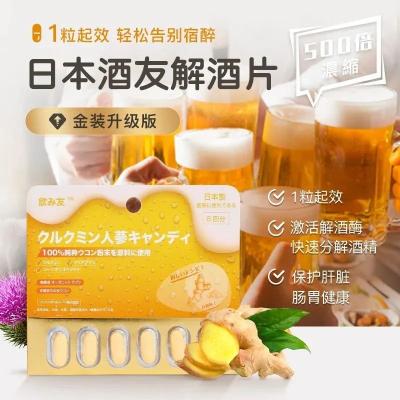 1粒起效 轻松告别宿醉
日本酒友解酒片
500倍
濃縮
金装升级版
飲み友
日本製
6回分
クルクミン人蔘キャンディ
100%純粋ウコン粉末を原料に使用
1粒起效
激活解酒酶
快速分解酒精
保护肝脏
肠胃健康